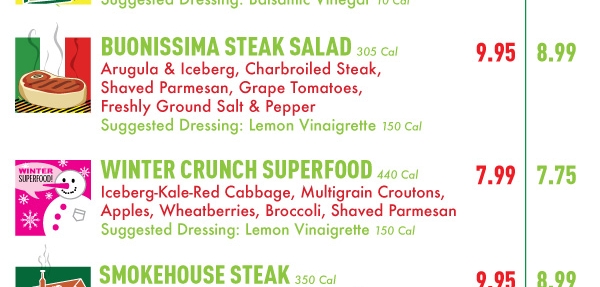 Suggested Dressing: Balsamic Vinegar 10 Cal
BUONISSIMA STEAK SALAD 305 Cal 9.95 8.99
Arugula & Iceberg, Charbroiled Steak,
Shaved Parmesan, Grape Tomatoes,
Freshly Ground Salt & Pepper
Suggested Dressing: Lemon Vinaigrette 150 Cal
WINTER SUPERFOOD!
WINTER CRUNCH SUPERFOOD 440 Cal 7.99 7.75
Iceberg-Kale-Red Cabbage, Multigrain Croutons,
Apples, Wheatberries, Broccoli, Shaved Parmesan
Suggested Dressing: Lemon Vinaigrette 150 Cal
SMOKEHOUSE STEAK 350 Cal 9.95 8.99